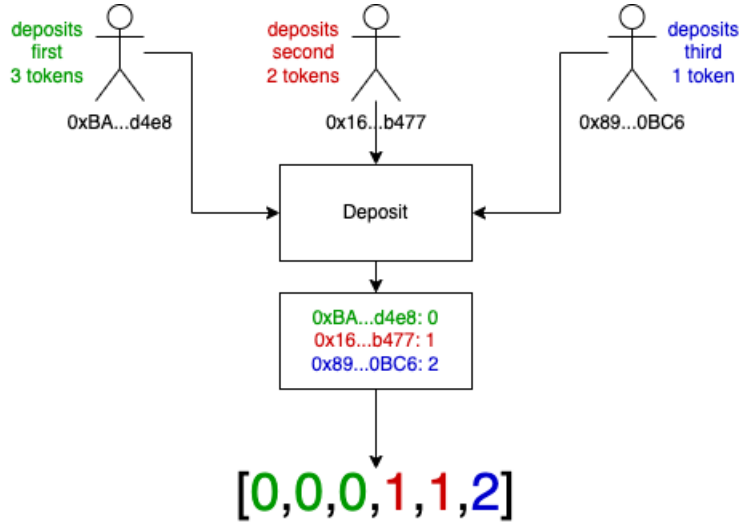 deposits
first
3 tokens
0xBA...d4e8
deposits
second
2 tokens
0x16...b477
deposits
third
1 token
0x89...0BC6
Deposit
0xBA...d4e8: 0
0x16...b477: 1
0x89...0BC6: 2
[0,0,0,1,1,2]